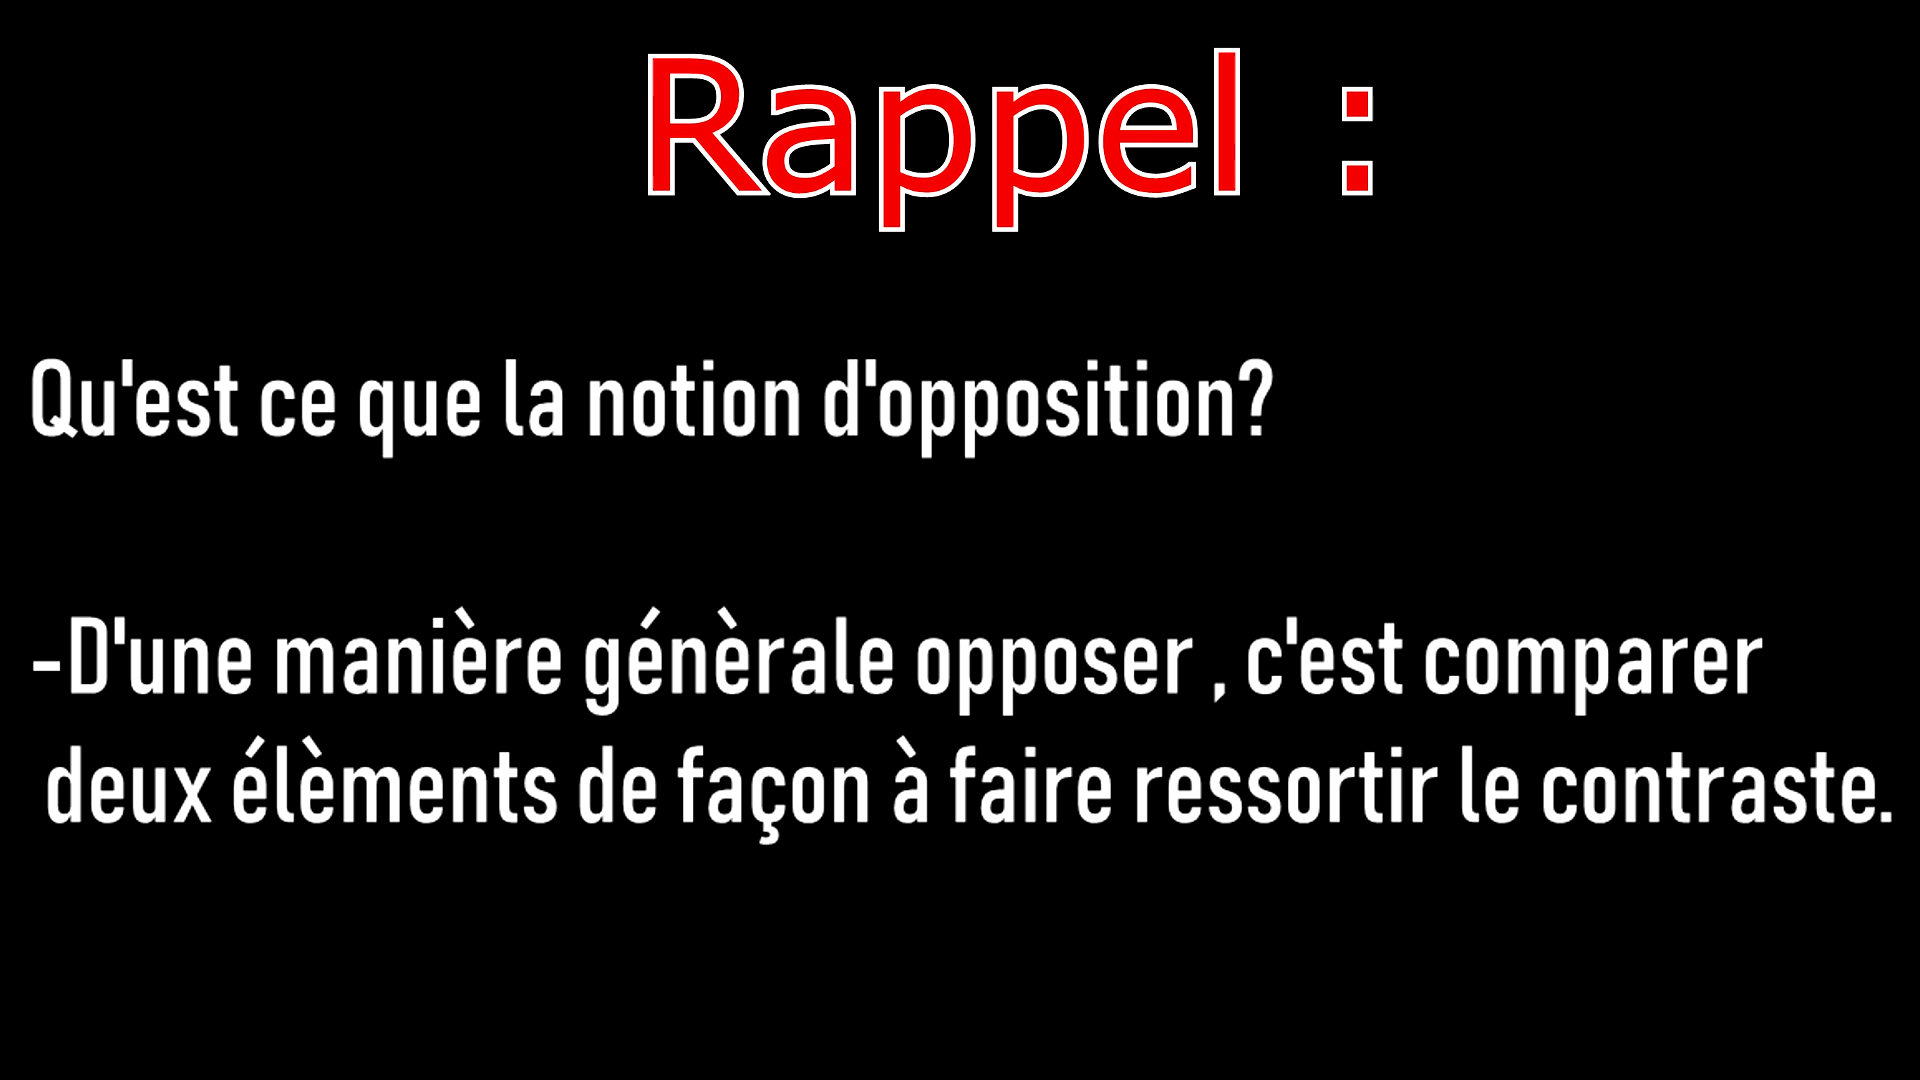 Rappel :
Qu'est ce que la notion d'opposition?
-D'une manière génèrale opposer , c'est comparer
deux élèments de façon à faire ressortir le contraste.